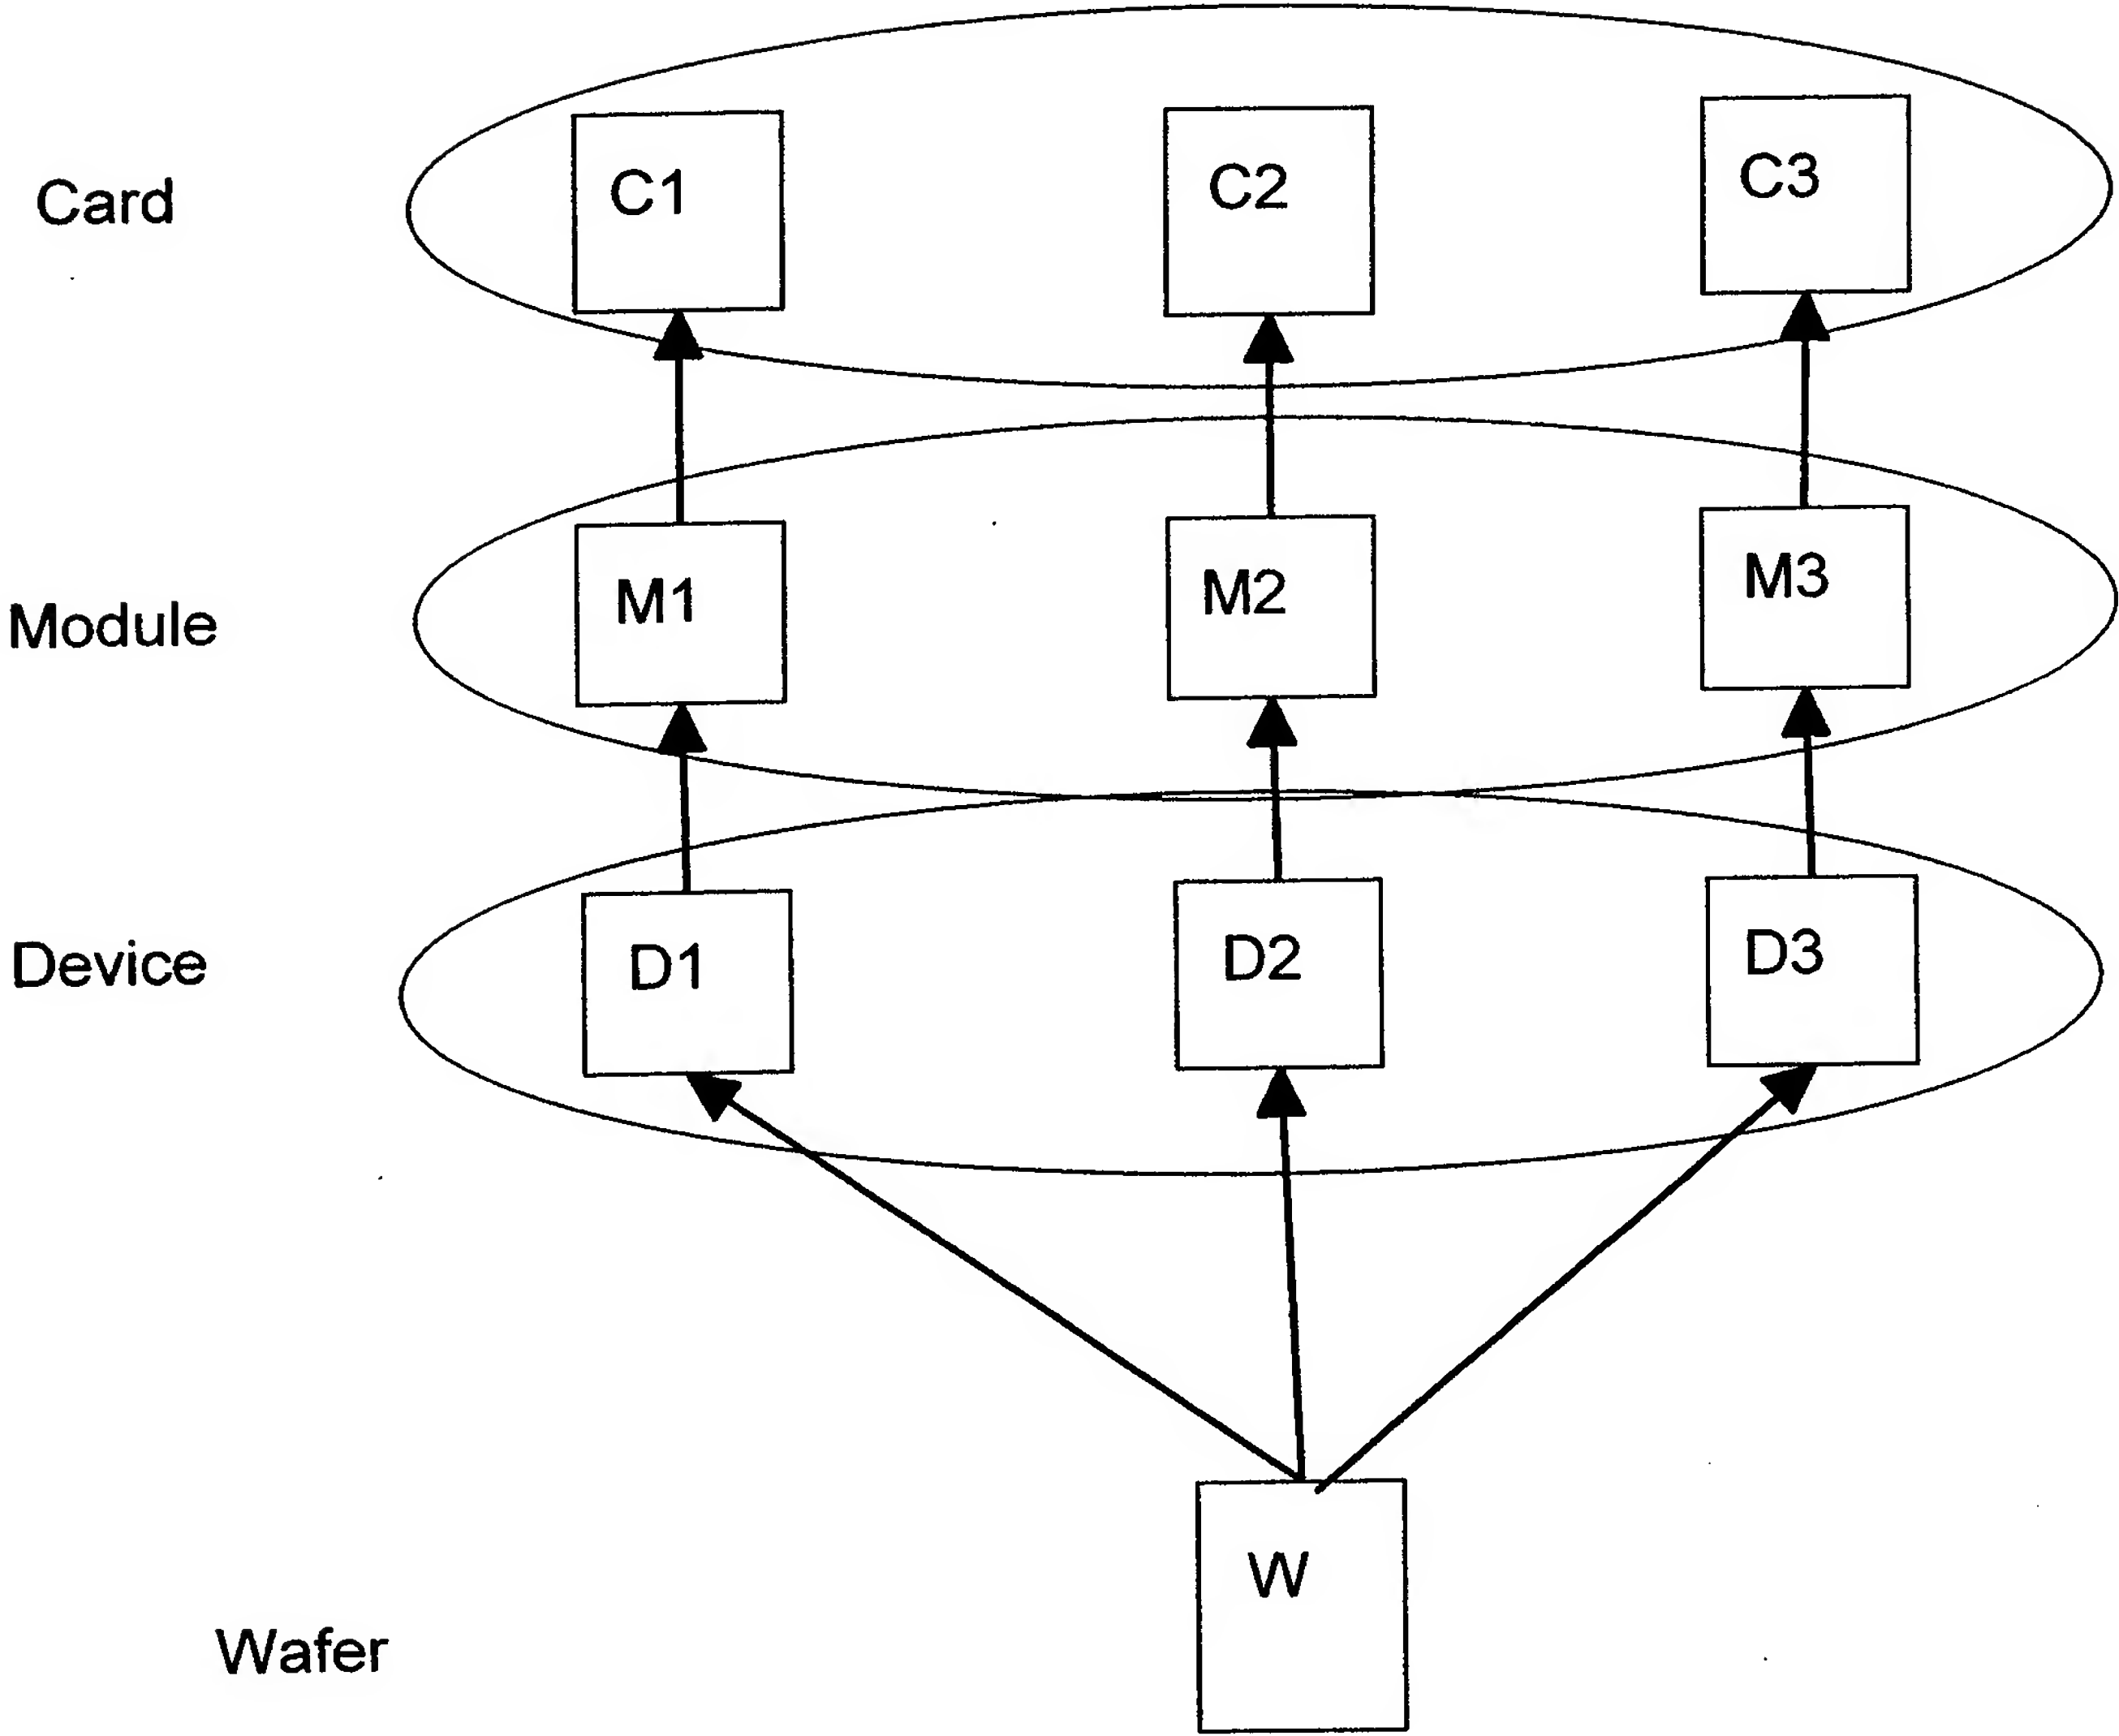 Card C1 C2 C3
Module M1 M2 M3
Device D1 D2 D3
W
Wafer